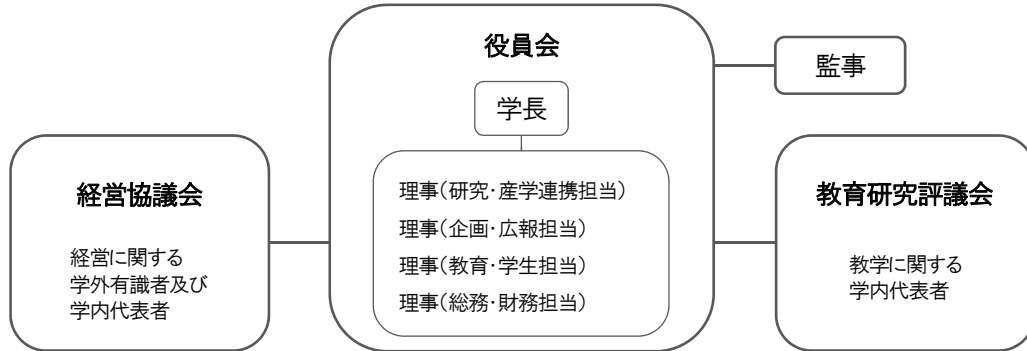 役員会
学長
理事(研究・産学連携担当)
理事(企画・広報担当)
理事(教育・学生担当)
理事(総務・財務担当)
監事
経営協議会
経営に関する
学外有識者及び
学内代表者
教育研究評議会
教学に関する
学内代表者